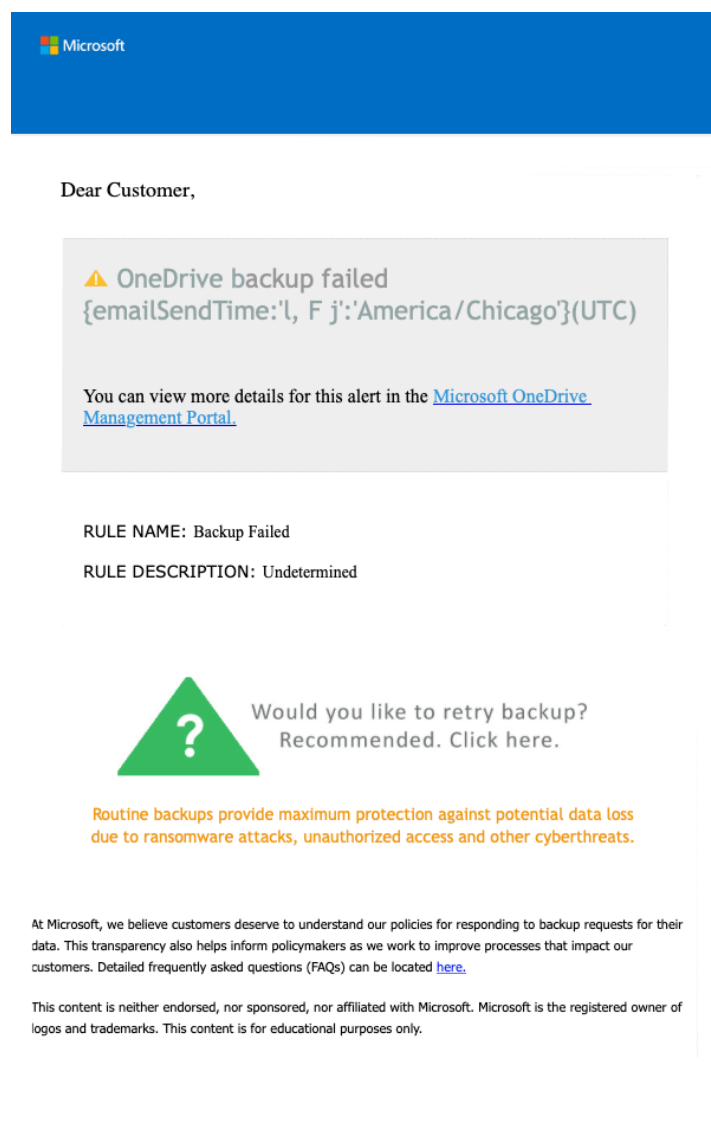 Microsoft
Dear Customer,
OneDrive backup failed
{emailSendTime:'l, F j':'America/Chicago'}(UTC)
You can view more details for this alert in the Microsoft OneDrive
Management Portal.
RULE NAME: Backup Failed
RULE DESCRIPTION: Undetermined
?
Would you like to retry backup?
Recommended. Click here.
Routine backups provide maximum protection against potential data loss
due to ransomware attacks, unauthorized access and other cyberthreats.
At Microsoft, we believe customers deserve to understand our policies for responding to backup requests for their
data. This transparency also helps inform policymakers as we work to improve processes that impact our
customers. Detailed frequently asked questions (FAQs) can be located here.
This content is neither endorsed, nor sponsored, nor affiliated with Microsoft. Microsoft is the registered owner of
logos and trademarks. This content is for educational purposes only.